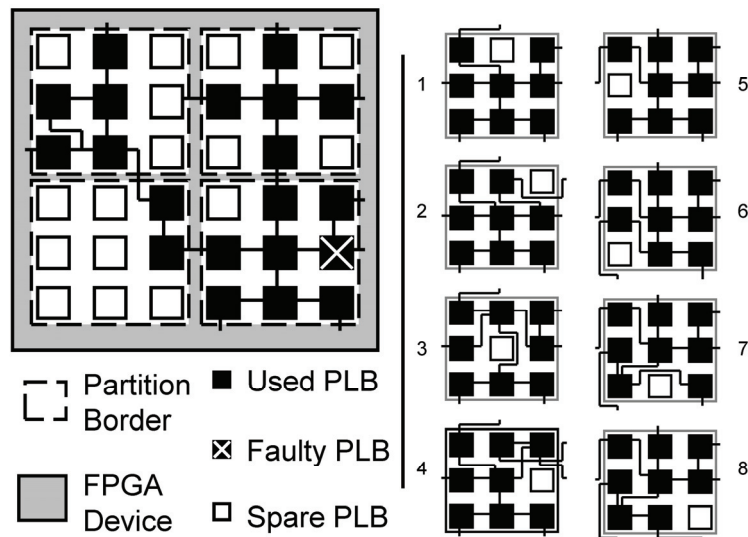 1
5
2
6
3
7
4
8
Partition
Border
Used PLB
Faulty PLB
FPGA
Device
Spare PLB